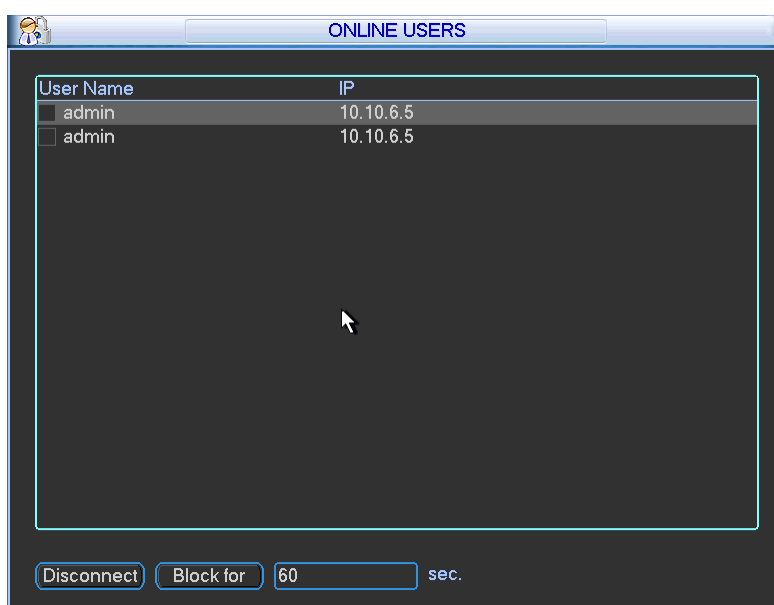 ONLINE USERS
User Name IP
admin 10.10.6.5
admin 10.10.6.5
Disconnect Block for 60 sec.